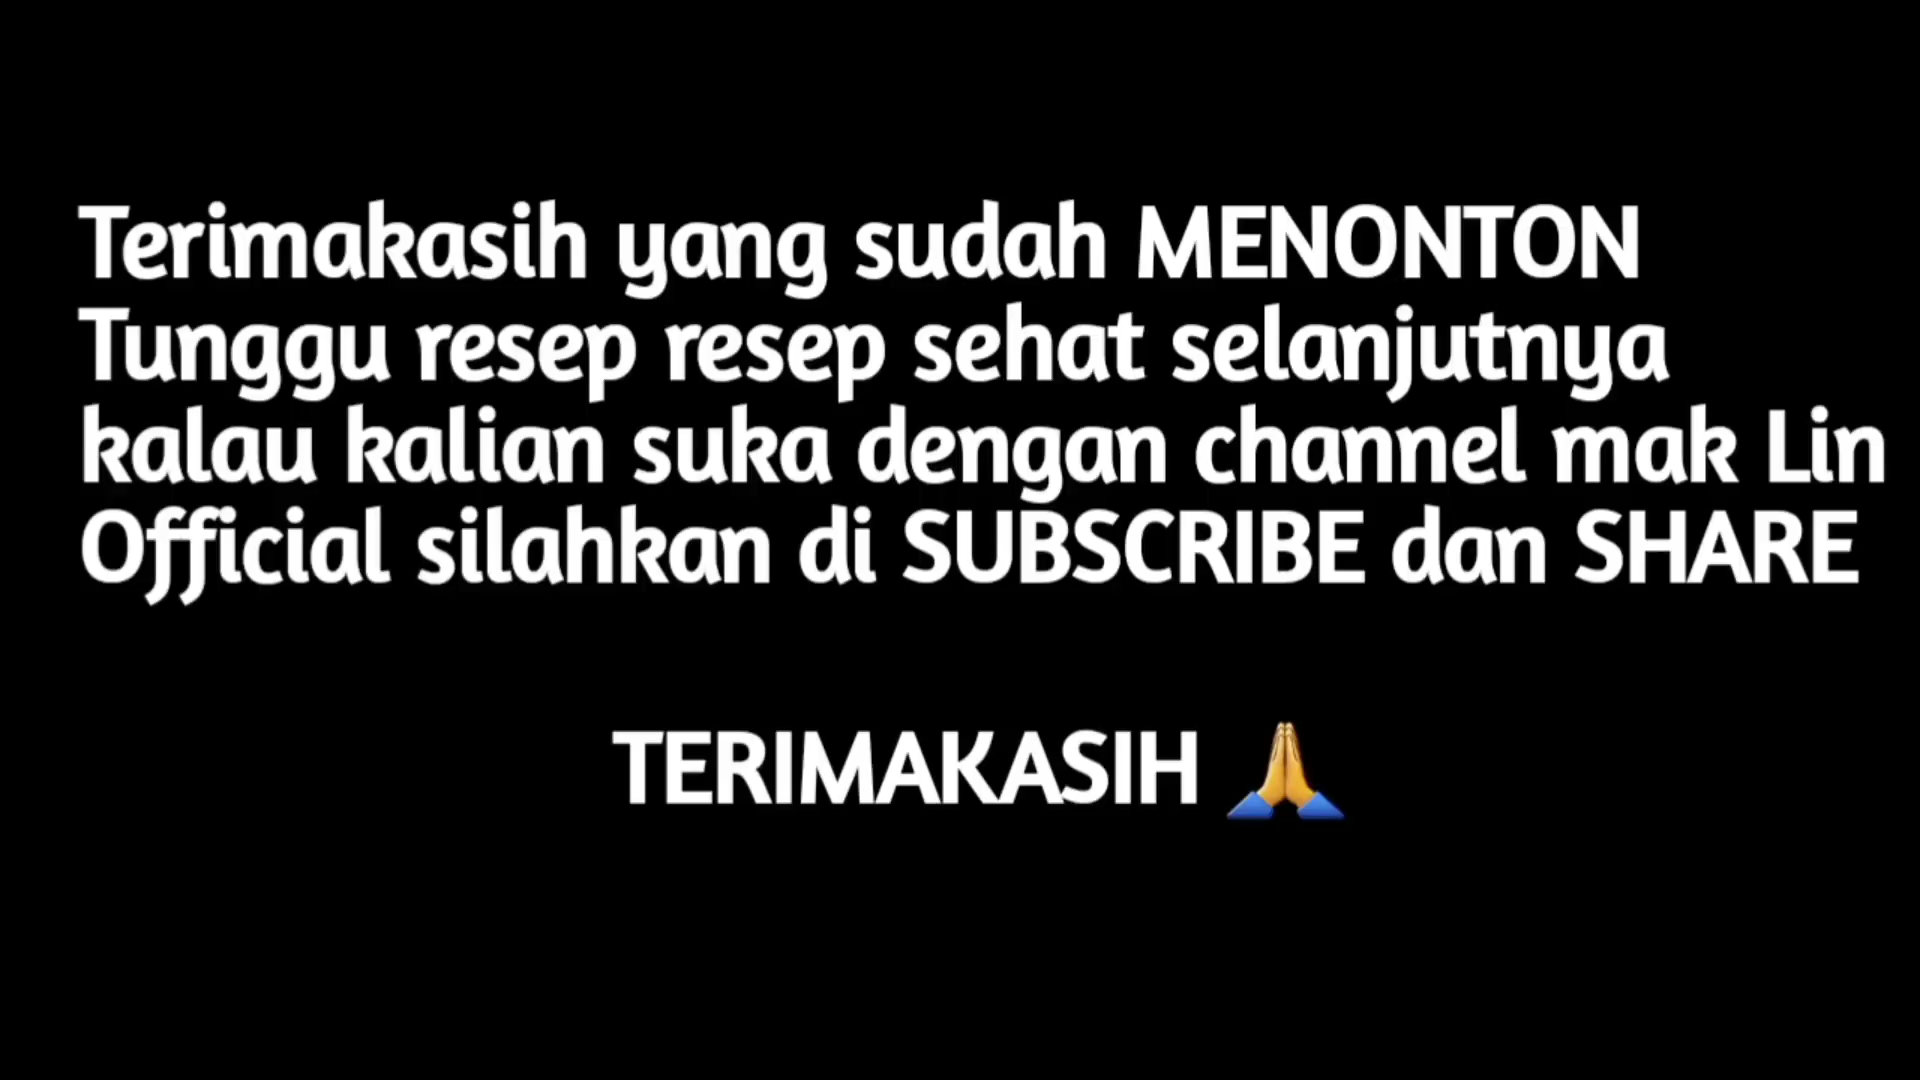 Terimakasih yang sudah MENONTON
Tunggu resep resep sehat selanjutnya
kalau kalian suka dengan channel mak Lin
Official silahkan di SUBSCRIBE dan SHARE
TERIMAKASIH 🙏